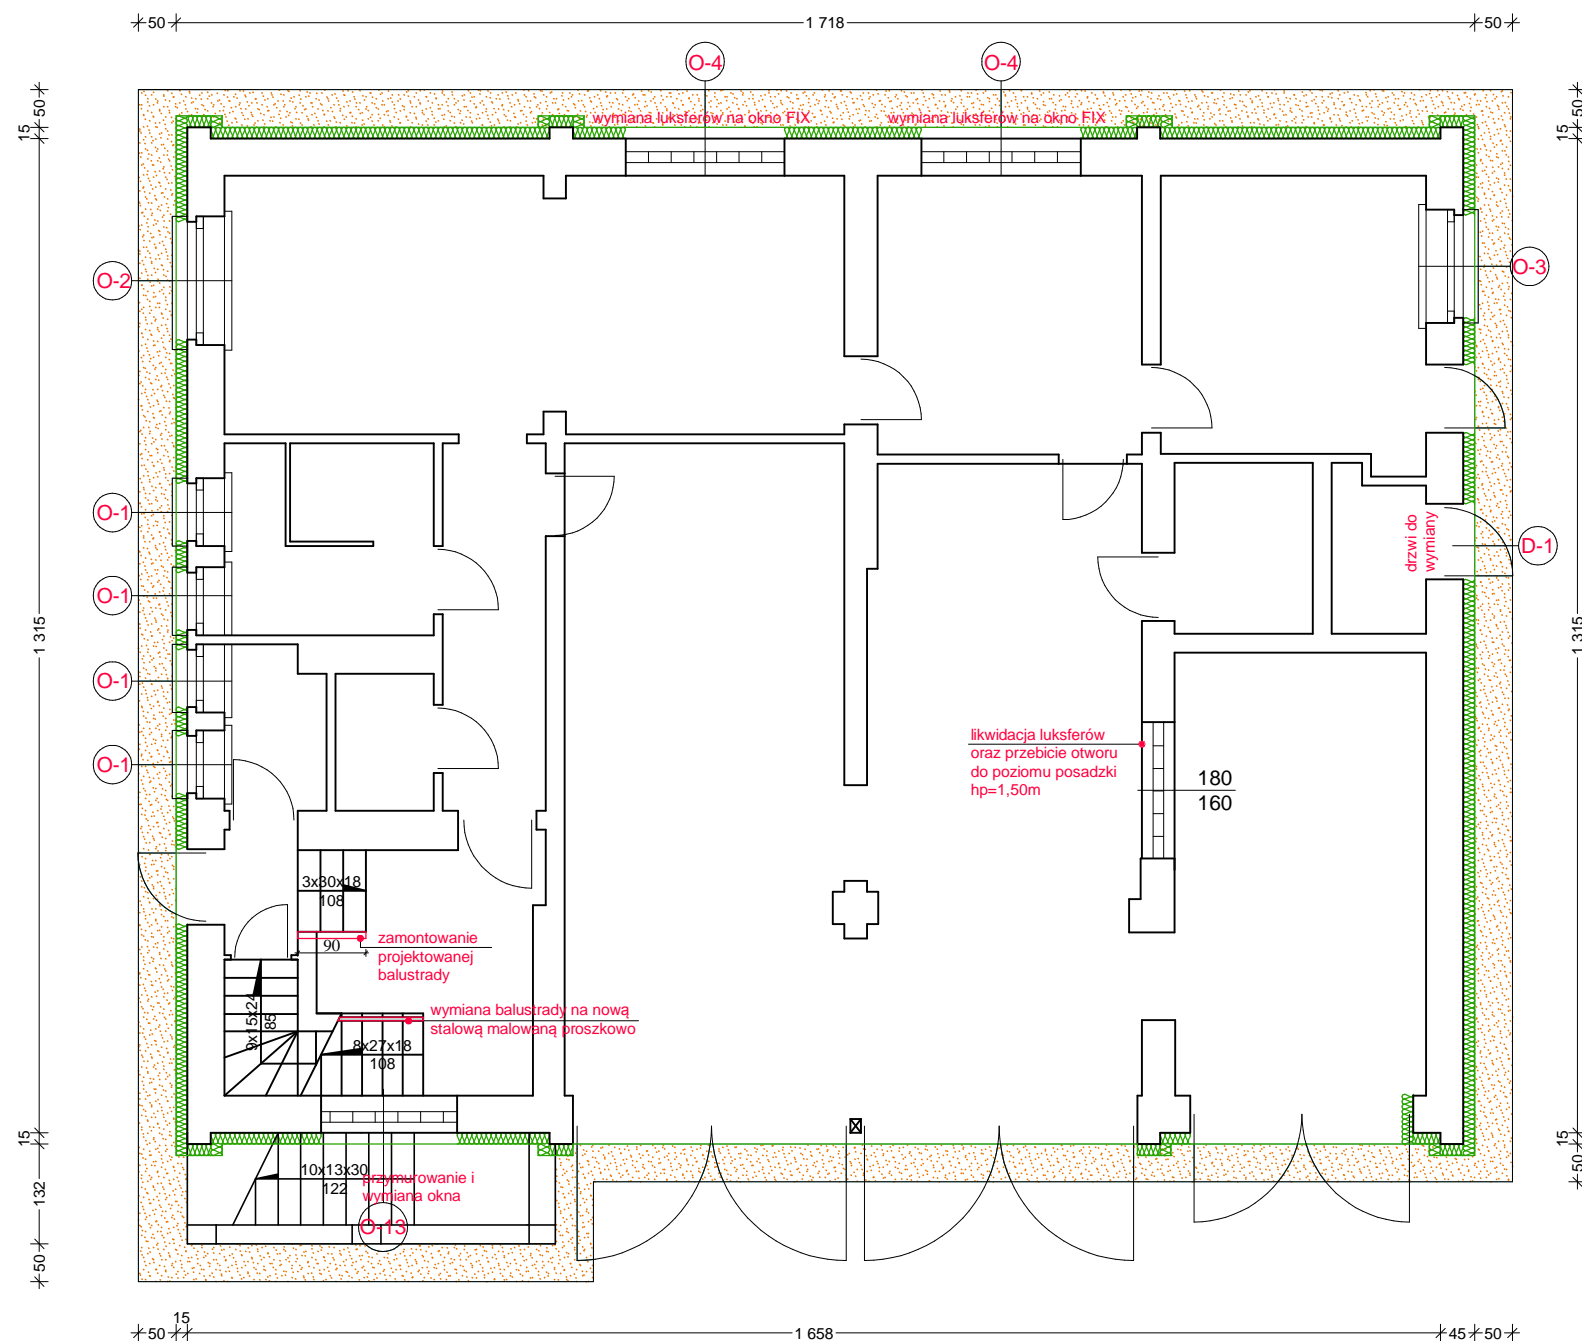 50
1 718
50
O-4
O-4
50
15
50
15
wymiana luksferów na okno FIX
wymiana luksferów na okno FIX
O-2
O-3
O-1
drzwi do
wymiany
D-1
O-1
1 315
1 315
O-1
likwidacja luksferów
oraz przebicie otworu
do poziomu posadzki
hp=1,50m
O-1
180
160
3x30x18
108
90
zamontowanie
projektowanej
balustrady
9x15x24
85
wymiana balustrady na nową
stalową malowaną proszkowo
8x27x18
108
15
15
10x13x30
122
przymurowanie i
wymiana okna
132
50
O-13
50
15
50
1 658
45
50